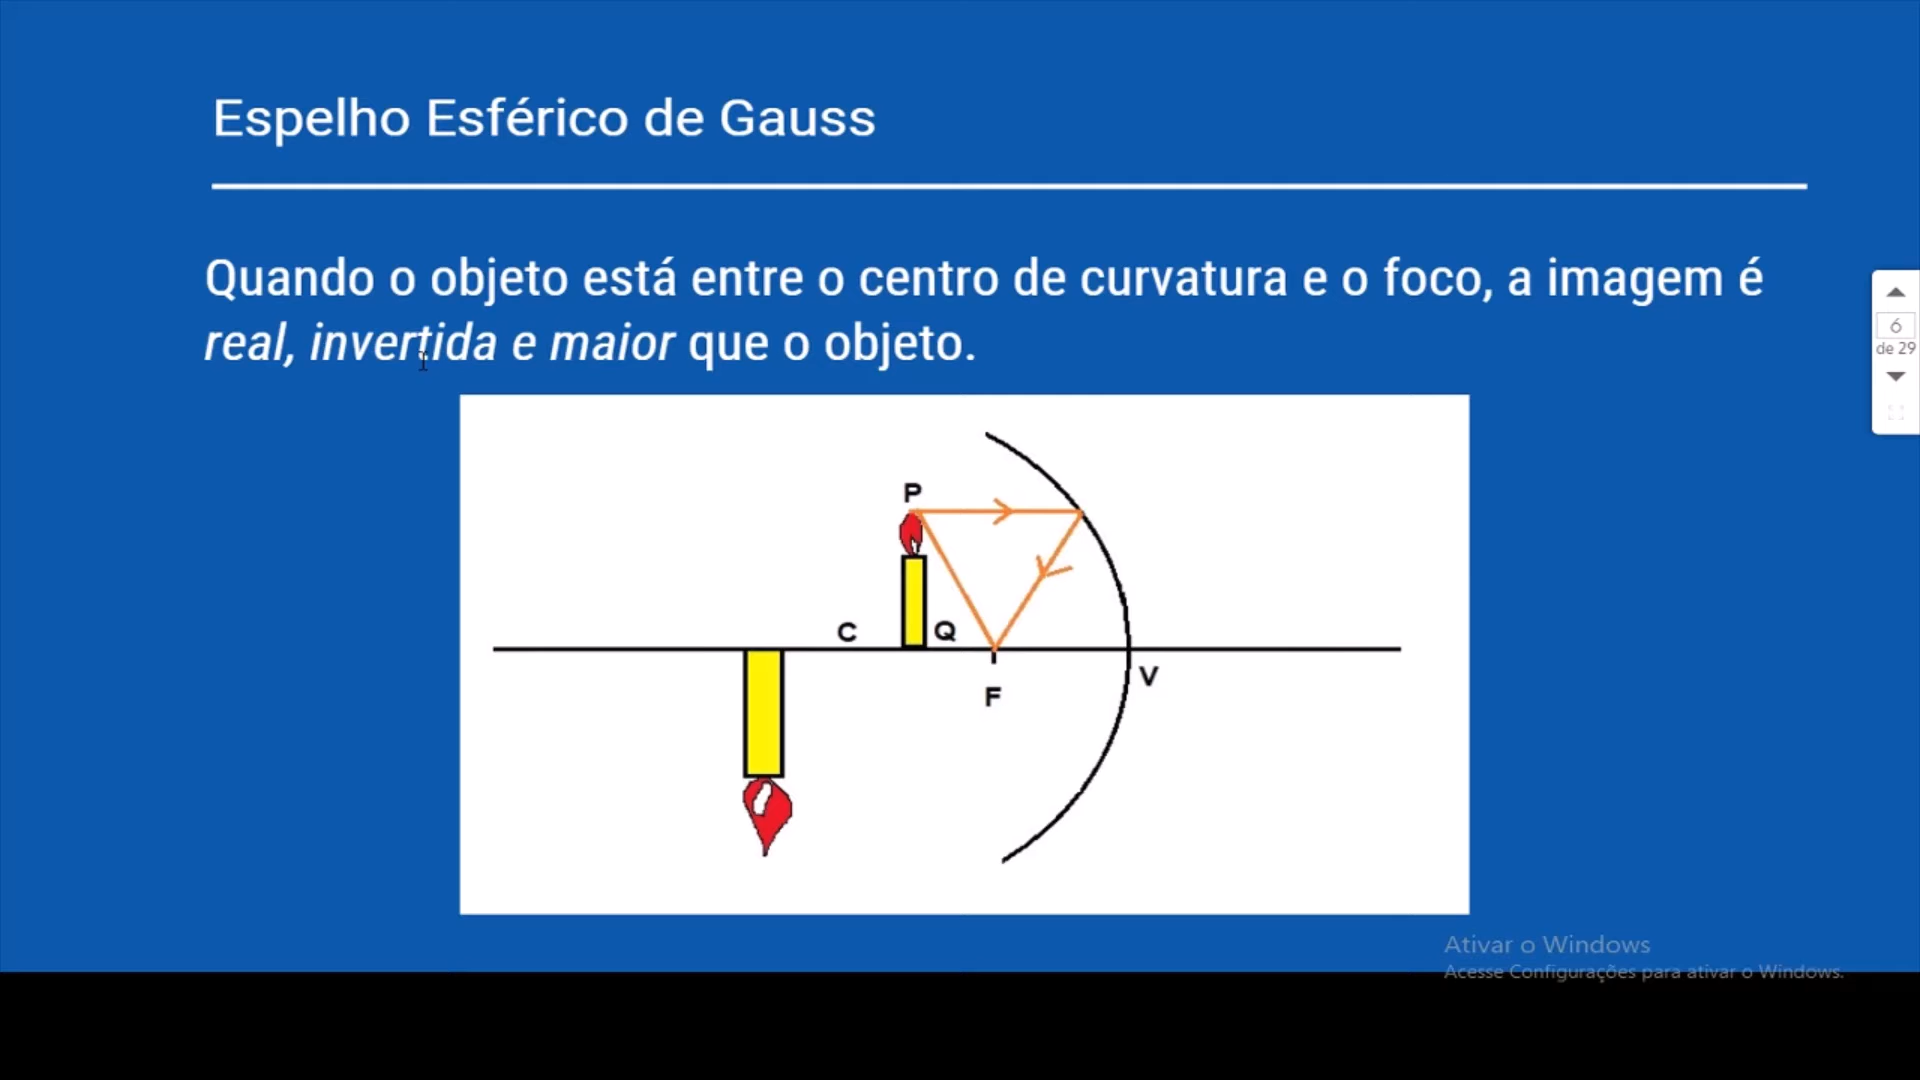 Espelho Esférico de Gauss
Quando o objeto está entre o centro de curvatura e o foco, a imagem é
real, invertida e maior que o objeto.
6
de 29
P
C
Q
F
V
Ativar o Windows
Acesse Configurações para ativar o Windows.